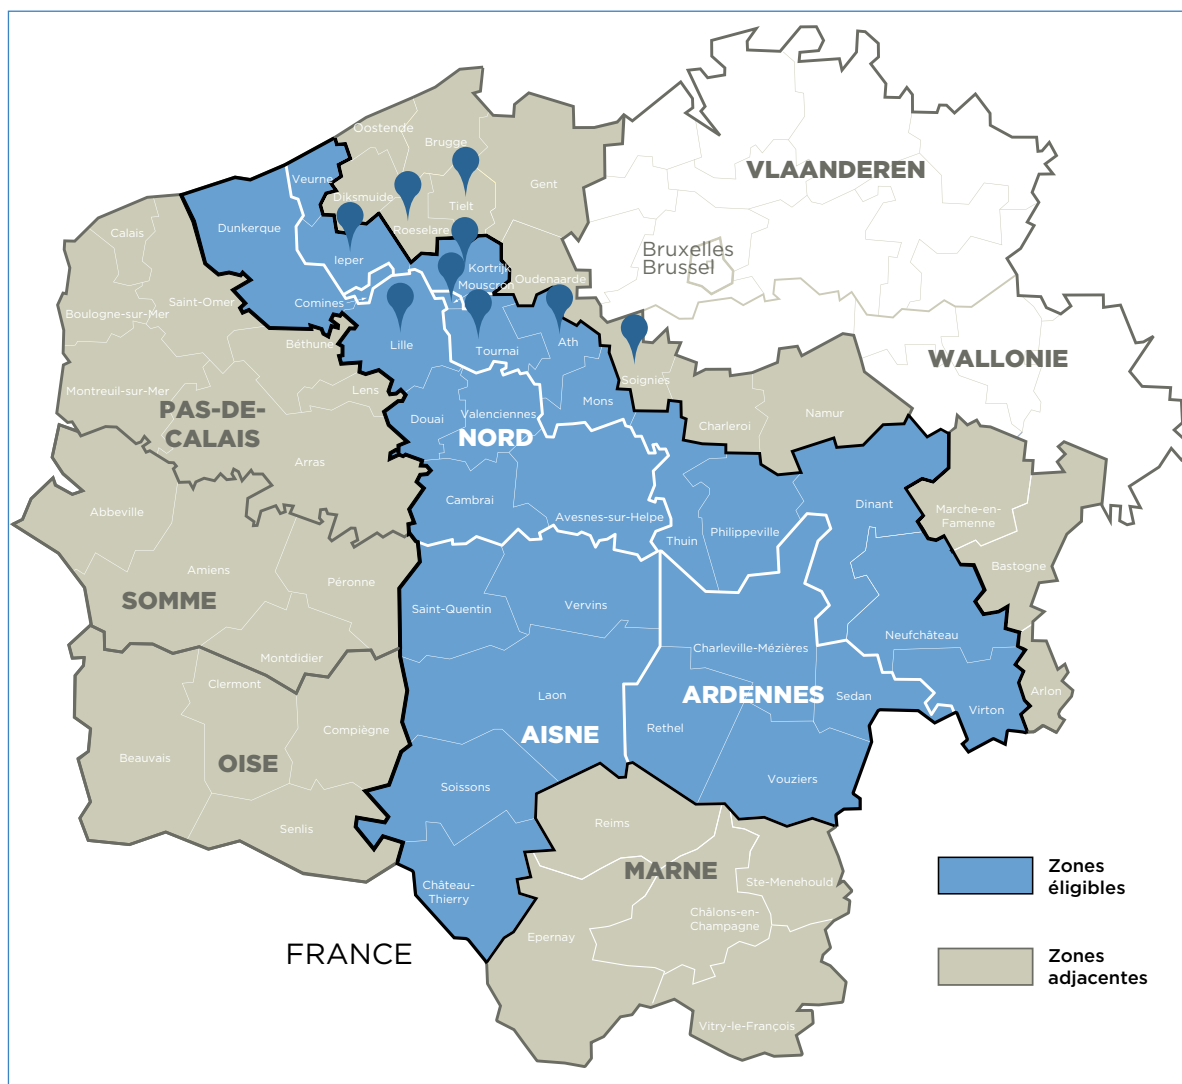 Oostende
Brugge
VLAANDEREN
Veurne
Diksmuide-
Tielt
Gent
Dunkerque
Calais
Roeselare
Ieper
Kortrijk
Mouscron
Oudenaarde
Bruxelles
Brussel
Saint-Omer
Boulogne-sur-Mer
Comines
Béthune
Lille
Tournai
Ath
WALLONIE
Montreuil-sur-Mer
Lens
Soignies
PAS-DE-
CALAIS
Douai
Valenciennes
Mons
Charleroi
Namur
NORD
Arras
Cambrai
Avesnes-sur-Helpe
Dinant
Abbeville
Thuin
Philippeville
Marche-en-
Famenne
Amiens
Péronne
Bastogne
SOMME
Saint-Quentin
Vervins
Neufchâteau
Charleville-Mézières
Montdidier
Clermont
Laon
ARDENNES
Sedan
Arlon
Virton
Compiègne
AISNE
Rethel
Beauvais
OISE
Soissons
Vouziers
Senlis
Reims
MARNE
Château-
Thierry
Ste-Menehould
Châlons-en-
Champagne
Epernay
FRANCE
Vitry-le-François
Zones
éligibles
Zones
adjacentes